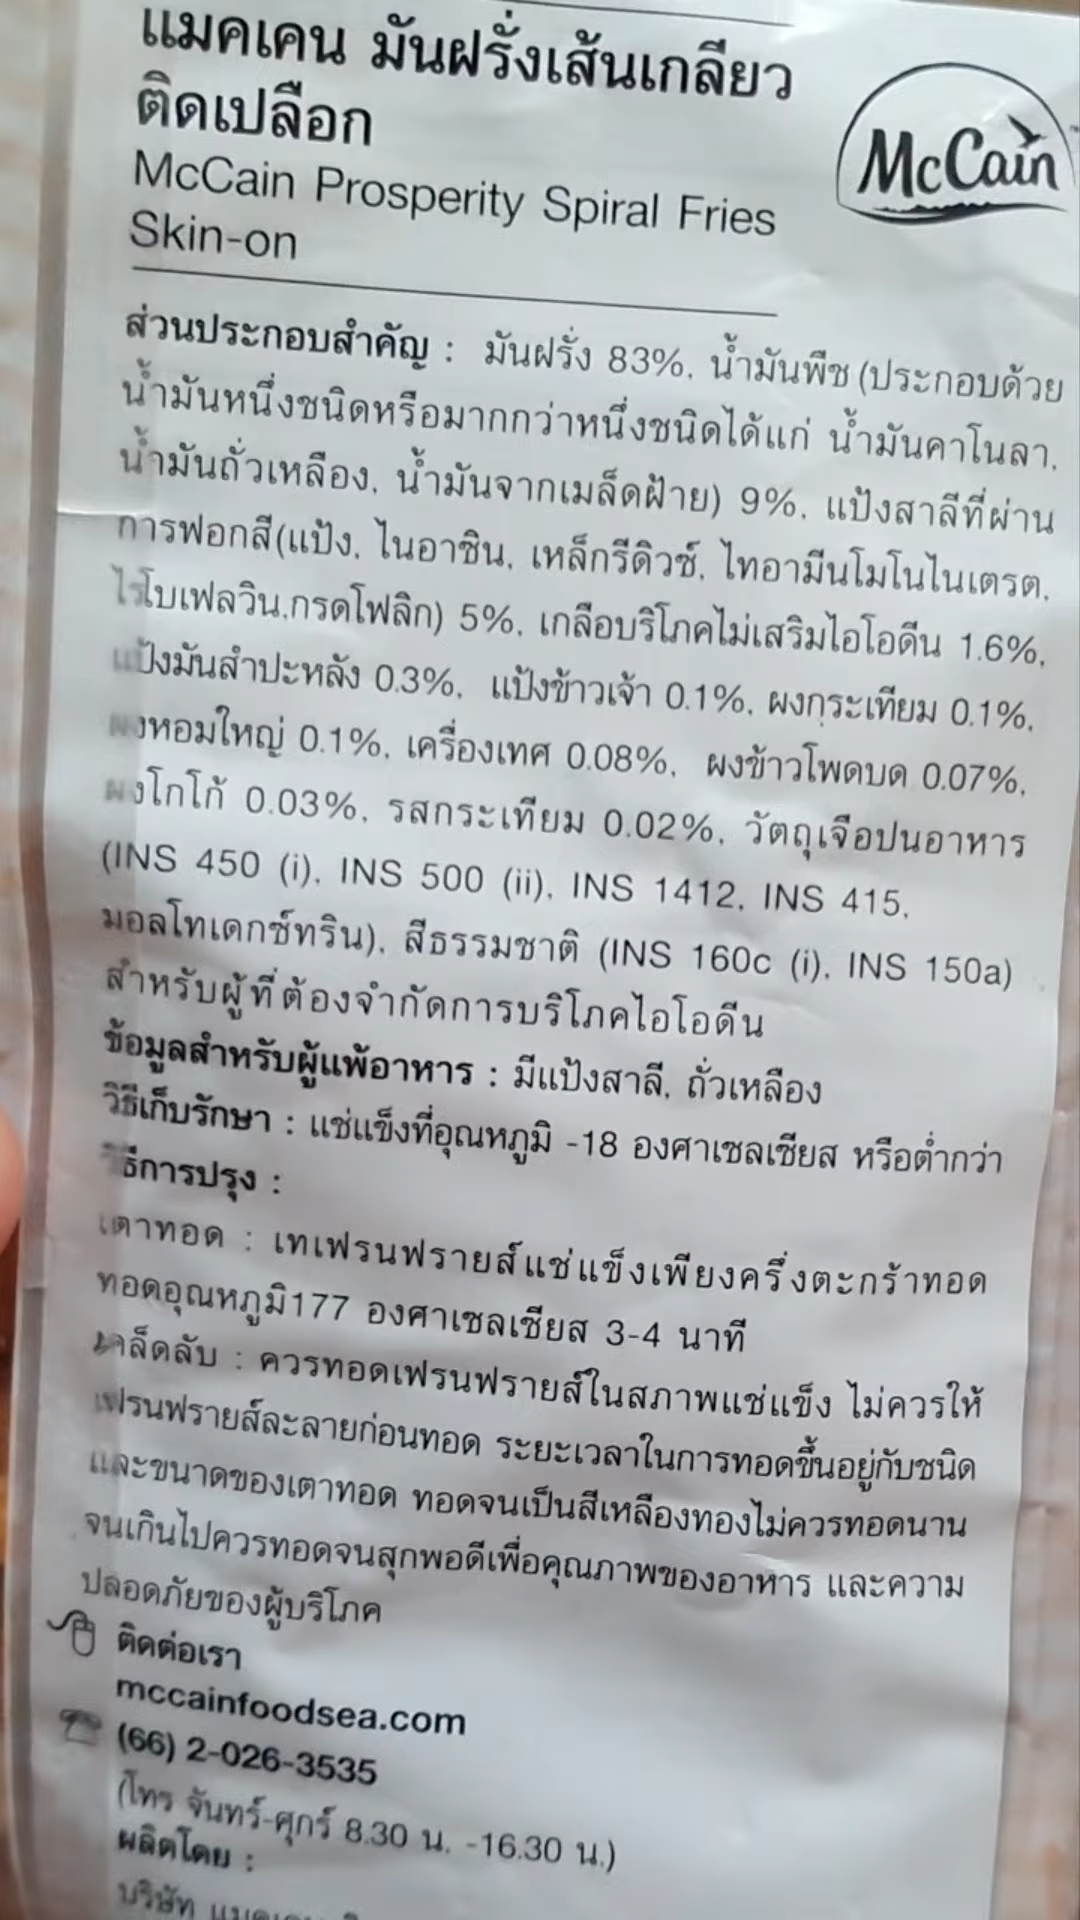 แมคเคน มันฝรั่งเส้นเกลียว
ติดเปลือก
McCain
McCain Prosperity Spiral Fries
Skin-on
ส่วนประกอบสำคัญ : มันฝรั่ง 83%, น้ำมันพืช (ประกอบด้วย
น้ำมันหนึ่งชนิดหรือมากกว่าหนึ่งชนิดได้แก่ น้ำมันคาโนลา,
น้ำมันถั่วเหลือง, น้ำมันจากเมล็ดฝ้าย) 9%, แป้งสาลีที่ผ่าน
การฟอกสี(แป้ง, ไนอาซิน, เหล็กรีดิวซ์, ไทอามีนโมโนไนเตรต,
ไรโบเฟลวิน,กรดโฟลิก) 5%, เกลือบริโภคไม่เสริมไอโอดีน 1.6%,
แป้งมันสำปะหลัง 0.3%, แป้งข้าวเจ้า 0.1%, ผงกระเทียม 0.1%,
ผงหอมใหญ่ 0.1%, เครื่องเทศ 0.08%, ผงข้าวโพดบด 0.07%,
ผงโกโก้ 0.03%, รสกระเทียม 0.02%, วัตถุเจือปนอาหาร
(INS 450 (i), INS 500 (ii), INS 1412, INS 415,
มอลโทเดกซ์ทริน), สีธรรมชาติ (INS 160c (i), INS 150a)
สำหรับผู้ที่ต้องจำกัดการบริโภคไอโอดีน
ข้อมูลสำหรับผู้แพ้อาหาร : มีแป้งสาลี, ถั่วเหลือง
วิธีเก็บรักษา : แช่แข็งที่อุณหภูมิ -18 องศาเซลเซียส หรือต่ำกว่า
วิธีการปรุง :
เตาทอด : เทเฟรนฟรายส์แช่แข็งเพียงครึ่งตะกร้าทอด
ทอดอุณหภูมิ177 องศาเซลเซียส 3-4 นาที
เคล็ดลับ : ควรทอดเฟรนฟรายส์ในสภาพแช่แข็ง ไม่ควรให้
เฟรนฟรายส์ละลายก่อนทอด ระยะเวลาในการทอดขึ้นอยู่กับชนิด
และขนาดของเตาทอด ทอดจนเป็นสีเหลืองทองไม่ควรทอดนาน
จนเกินไปควรทอดจนสุกพอดีเพื่อคุณภาพของอาหาร และความ
ปลอดภัยของผู้บริโภค
ติดต่อเรา
mccainfoodsea.com
(66) 2-026-3535
(โทร จันทร์-ศุกร์ 8.30 น. -16.30 น.)
ผลิตโดย :
บริษัท แมคเคน